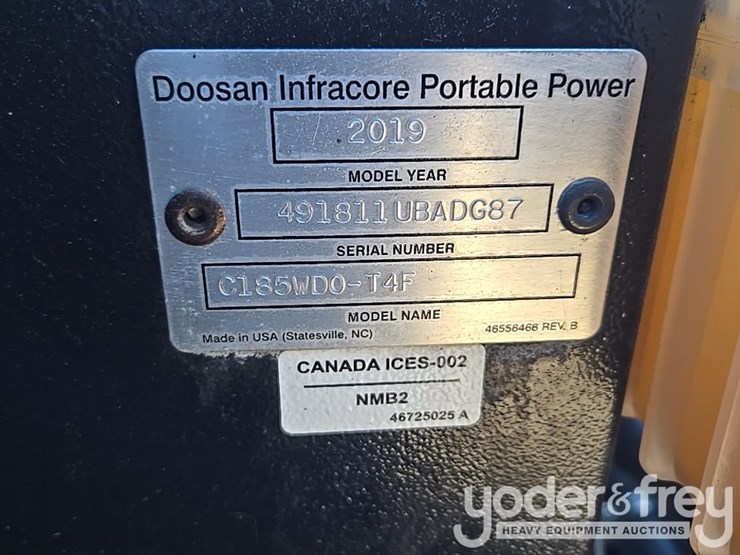 Doosan Infracore Portable Power
2019
MODEL YEAR
491811UBADG87
SERIAL NUMBER
C185WDO-T4F
MODEL NAME
Made in USA (Statesville, NC)
46556466 REV. B
CANADA ICES-002
NMB2
46725025 A
yoder&frey
HEAVY EQUIPMENT AUCTIONS